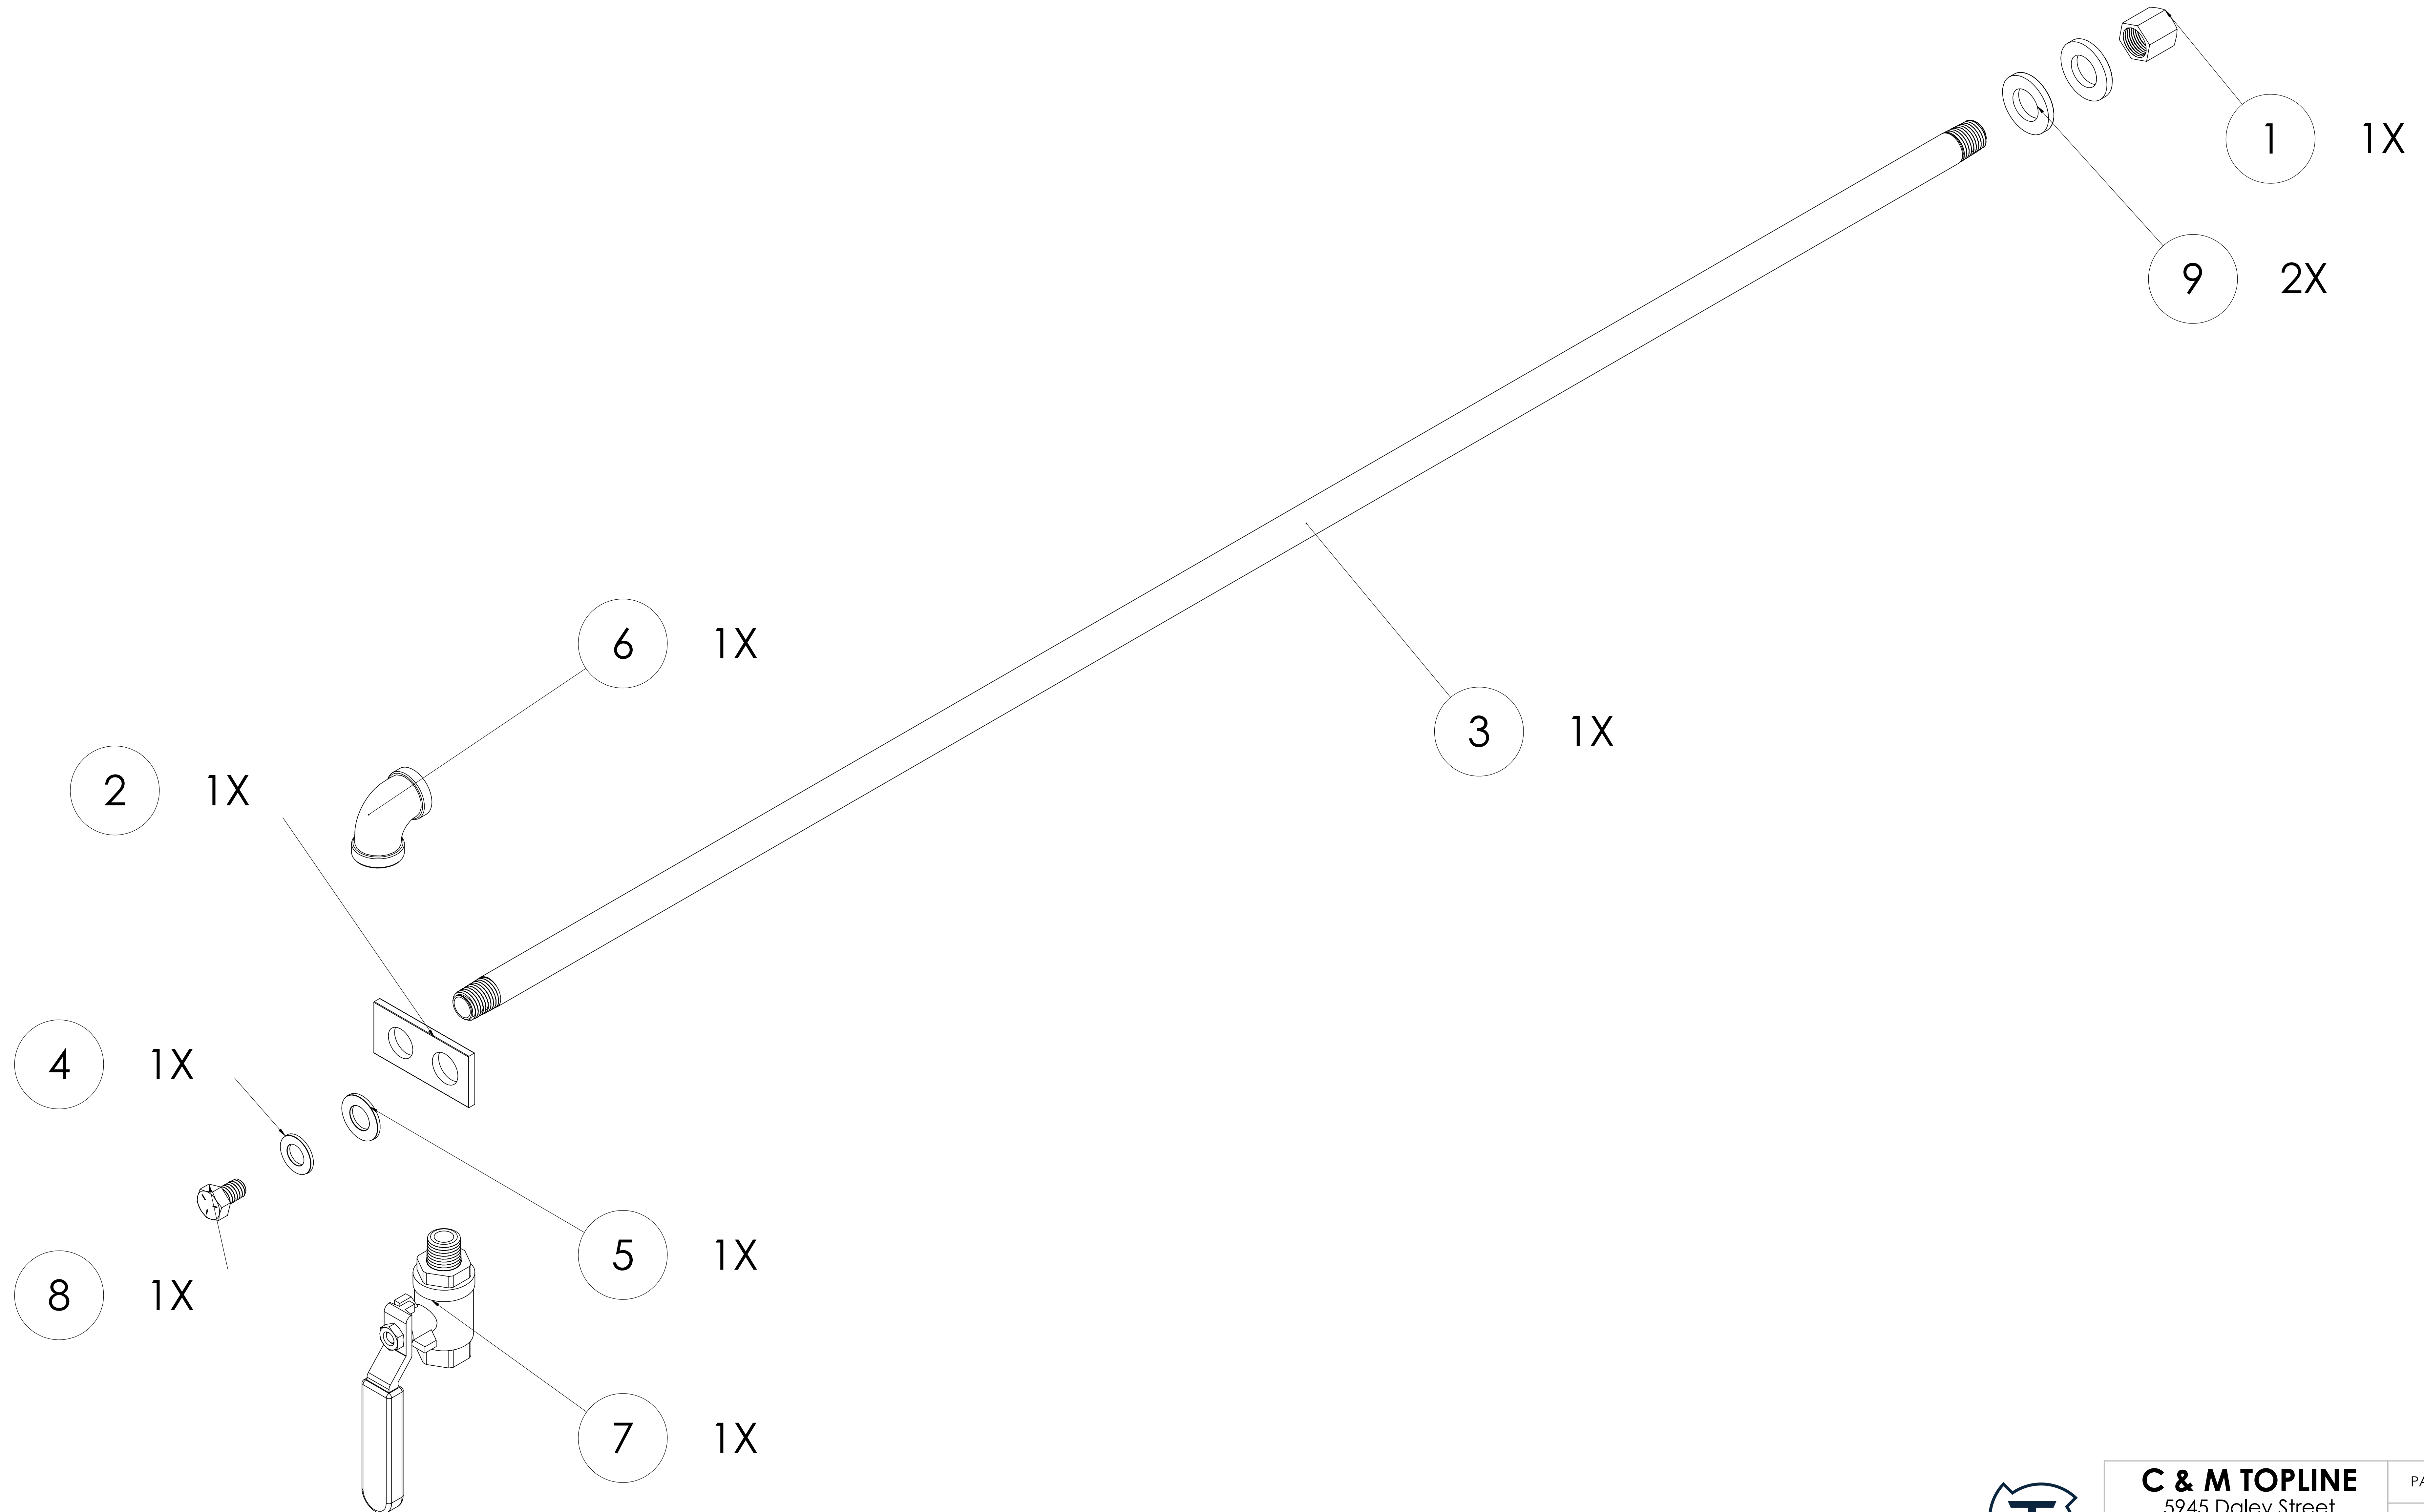 1 1X
9 2X
6 1X
3 1X
2 1X
4 1X
5 1X
8 1X
7 1X
C & M TOPLINE
5945 Daley Street